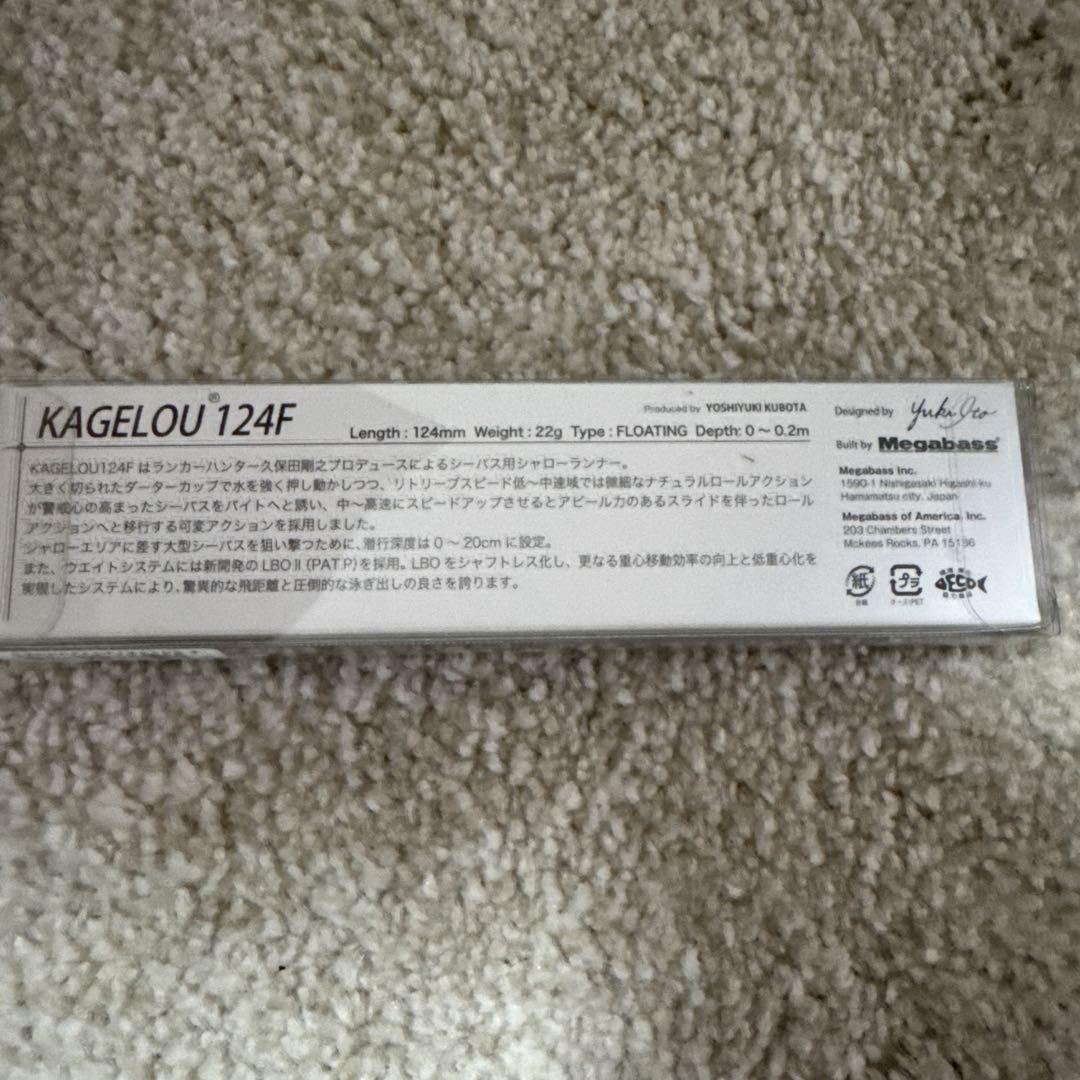 KAGELOU® 124F
Length : 124mm Weight : 22g Type : FLOATING Depth: 0 ～ 0.2m
Produced by YOSHIYUKI KUBOTA
KAGELOU124F はランカーハンター久保田剛之プロデュースによるシーバス用シャローランナー。
大きく切られたダーターカップで水を強く押し動かしつつ、リトリーブスピード低～中速域では微細なナチュラルロールアクション
が警戒心の高まったシーバスをバイトへと誘い、中～高速にスピードアップさせるとアピール力のあるスライドを伴ったロール
アクションへと移行する可変アクションを採用しました。
シャローエリアに差す大型シーバスを狙い撃つために、潜行深度は 0 ～ 20cm に設定。
また、ウエイトシステムには新開発の LBO II (PAT.P) を採用。LBO をシャフトレス化し、更なる重心移動効率の向上と低重心化を
実現したシステムにより、驚異的な飛距離と圧倒的な泳ぎ出しの良さを誇ります。
Designed by Yuki Ito
Built by Megabass®
Megabass Inc.
1590-1 Nishigasaki Higashi-ku
Hamamatsu city, Japan
Megabass of America, Inc.
203 Chambers Street
Mckees Rocks, PA 15136
紙 プラ ECO
台紙 ケース:PET